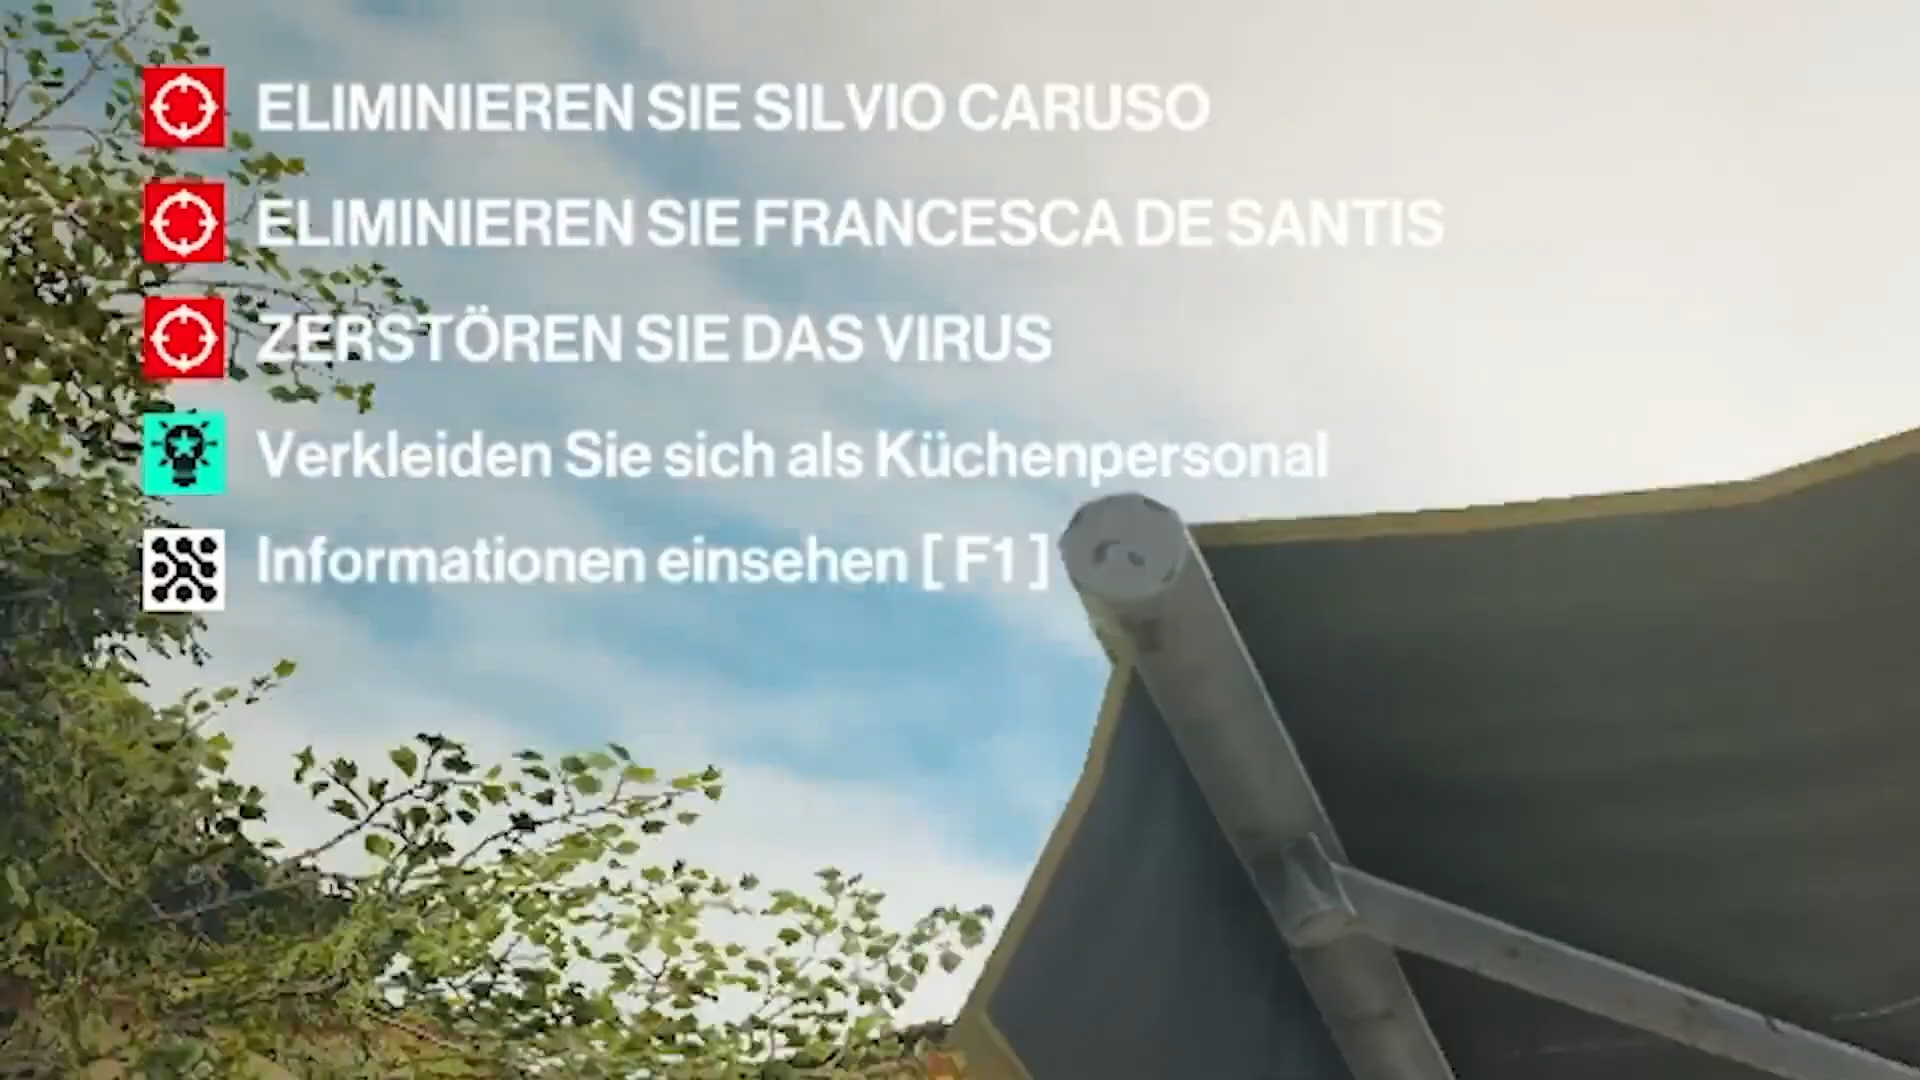 ELIMINIEREN SIE SILVIO CARUSO
ELIMINIEREN SIE FRANCESCA DE SANTIS
ZERSTÖREN SIE DAS VIRUS
Verkleiden Sie sich als Küchenpersonal
Informationen einsehen [ F1 ]